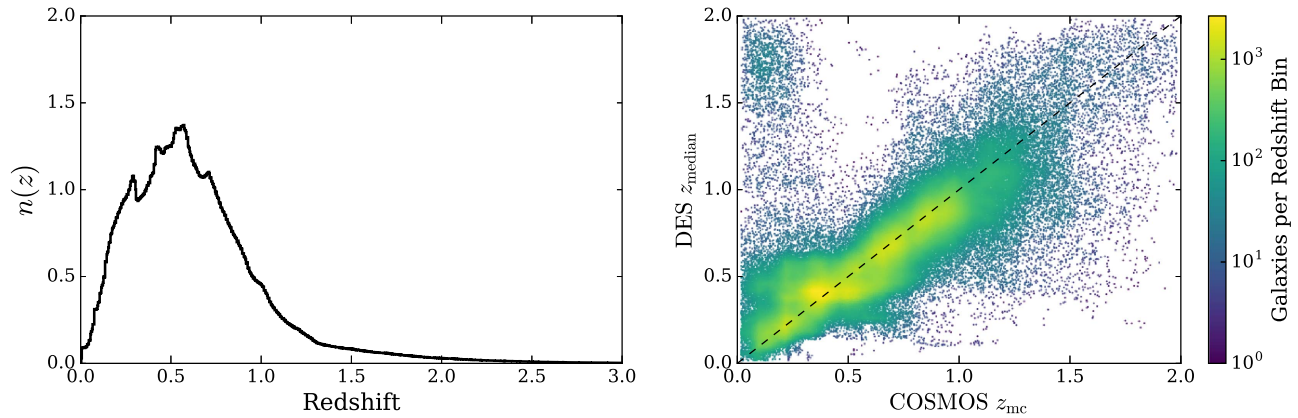 2.0
1.5
1.0
0.5
0.0
n(z)
0.0 0.5 1.0 1.5 2.0 2.5 3.0
Redshift
2.0
1.5
1.0
0.5
0.0
DES z_median
0.0 0.5 1.0 1.5 2.0
COSMOS z_mc
10^3
10^2
10^1
10^0
Galaxies per Redshift Bin